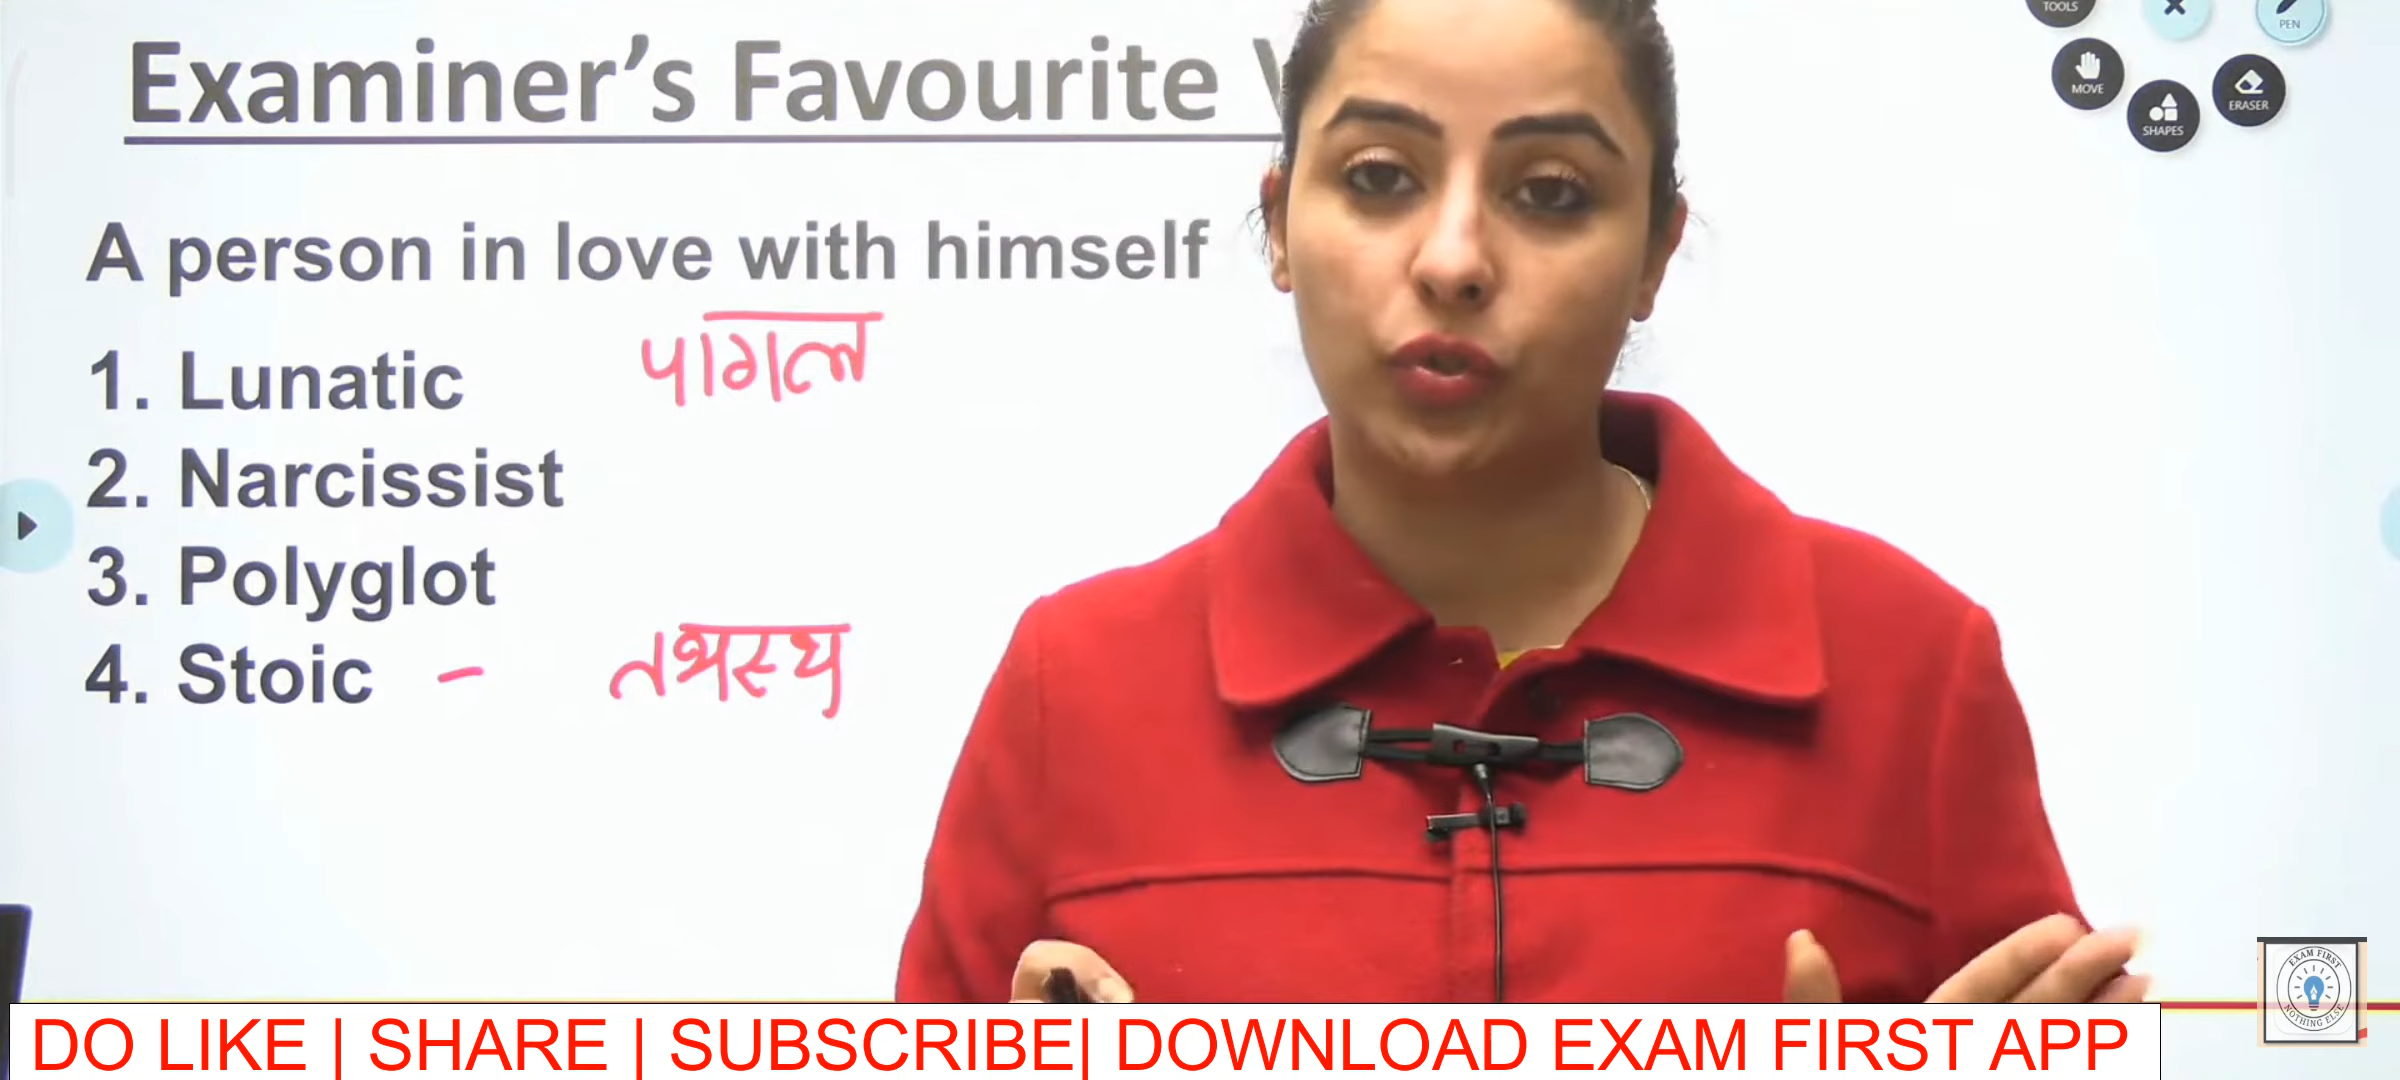 TOOLS
PEN
MOVE
SHAPES
ERASER
Examiner's Favourite
A person in love with himself
पागल
1. Lunatic
2. Narcissist
3. Polyglot
4. Stoic -
DO LIKE | SHARE | SUBSCRIBE| DOWNLOAD EXAM FIRST APP
EXAM FIRST
NOTHING ELSE